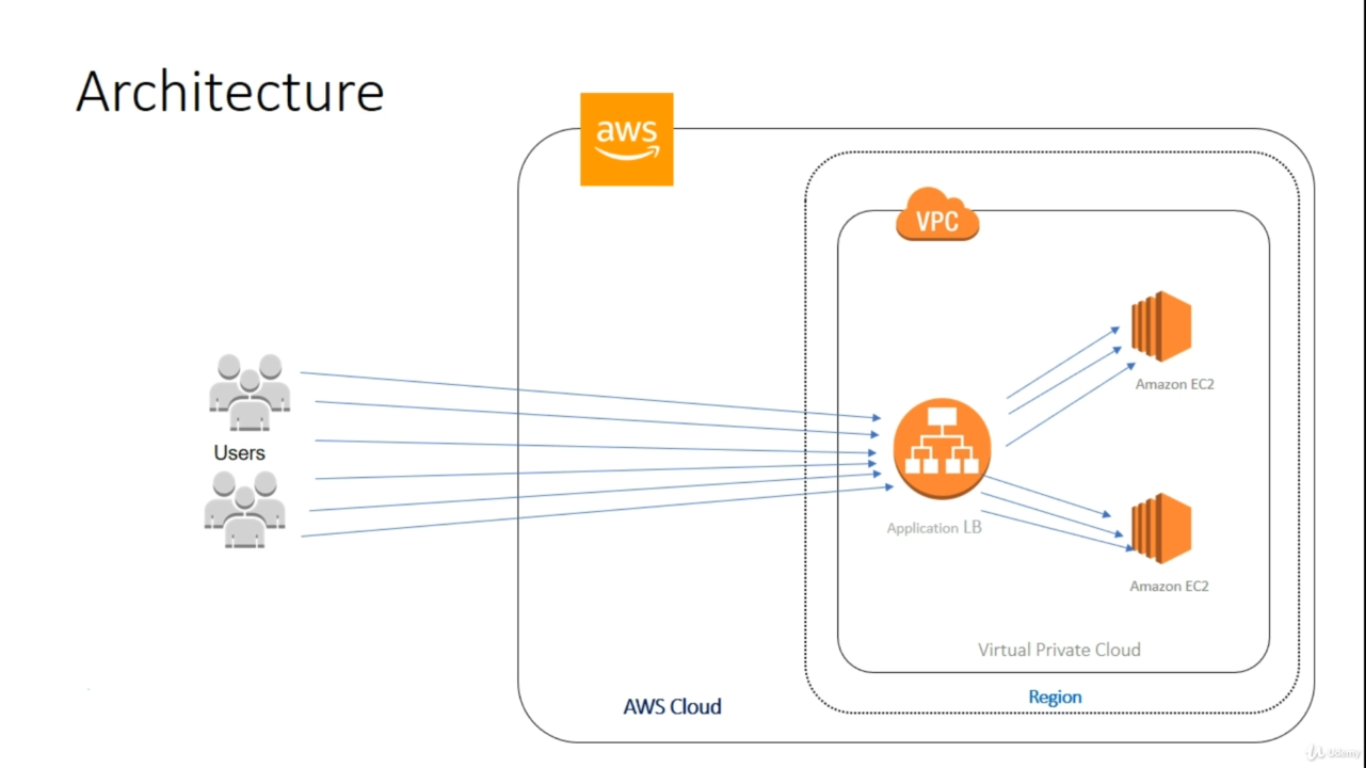 Architecture
aws
VPC
Amazon EC2
Users
Application LB
Amazon EC2
Virtual Private Cloud
Region
AWS Cloud
Udemy